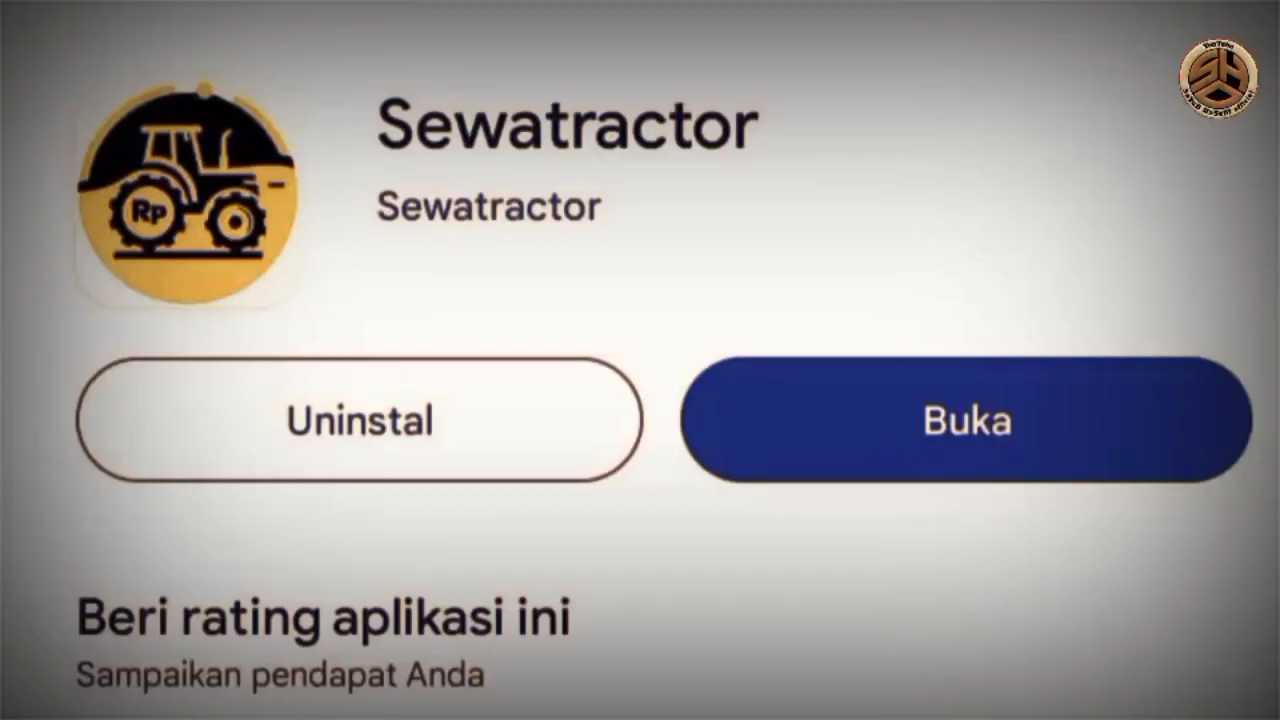 Sewatractor
Sewatractor
Rp
Uninstal
Buka
Beri rating aplikasi ini
Sampaikan pendapat Anda